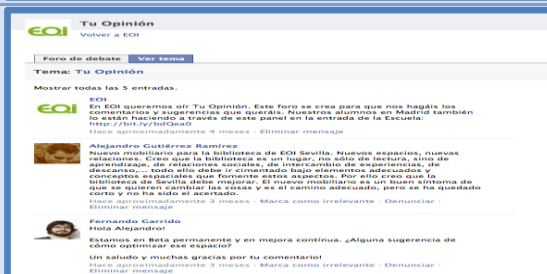 EOI
Tu Opinión
Volver a EOI
Foro de debate Ver tema
Tema: Tu Opinión
Mostrar todas las 5 entradas.
EOI
EOI
En EOI queremos oír Tu Opinión. Este foro se crea para que nos hagáis los
comentarios y sugerencias que queráis. Nuestros alumnos en Madrid también
lo están haciendo a través de este panel en la entrada de la Escuela:
http://bit.ly/bdQea0
Hace aproximadamente 4 meses · Eliminar mensaje
Alejandro Gutiérrez Ramírez
Nuevo mobiliario para la biblioteca de EOI Sevilla. Nuevos espacios, nuevas
relaciones. Creo que la biblioteca es un lugar, no sólo de lectura, sino de
aprendizaje, de relaciones sociales, de intercambio de experiencias, de
descanso,... todo ello debe ir cimentado bajo elementos adecuados y
conceptos espaciales que fomenten estos aspectos. Por ello creo que la
biblioteca de Sevilla debe mejorar. El nuevo mobiliario es un buen síntoma de
que se quieren cambiar las cosas y es el camino adecuado, pero se ha quedado
corto y no ha sido el acertado.
Hace aproximadamente 3 meses · Marca como irrelevante · Denunciar ·
Eliminar mensaje
Fernando Garrido
Hola Alejandro!
Estamos en Beta permanente y en mejora contínua. ¿Alguna sugerencia de
cómo optimizar ese espacio?
Un saludo y muchas gracias por tu comentario!
Hace aproximadamente 3 meses · Marca como irrelevante · Denunciar ·
Eliminar mensaje